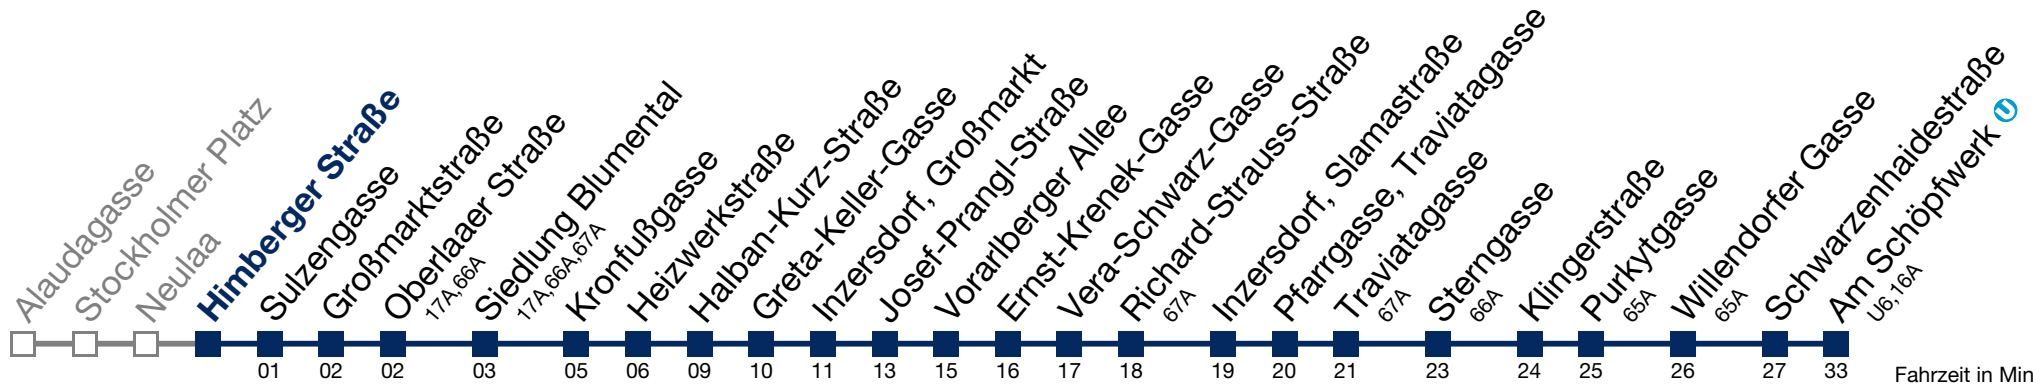 Alaudagasse
Stockholmer Platz
Neulaa
Himberger Straße
Sulzengasse
Großmarktstraße
Oberlaaer Straße
17A,66A
Siedlung Blumental
17A,66A,67A
Kronfußgasse
Heizwerkstraße
Halban-Kurz-Straße
Greta-Keller-Gasse
Inzersdorf, Großmarkt
Josef-Prangl-Straße
Vorarlberger Allee
Ernst-Krenek-Gasse
Vera-Schwarz-Gasse
Richard-Strauss-Straße
67A
Inzersdorf, Slamastraße
Pfarrgasse, Traviatagasse
Traviatagasse
67A
Sterngasse
66A
Klingerstraße
Purkytgasse
65A
Willendorfer Gasse
65A
Schwarzenhaidestraße
Am Schöpfwerk U
U6,16A
01 02 02 03 05 06 09 10 11 13 15 16 17 18 19 20 21 23 24 25 26 27 33 Fahrzeit in Min